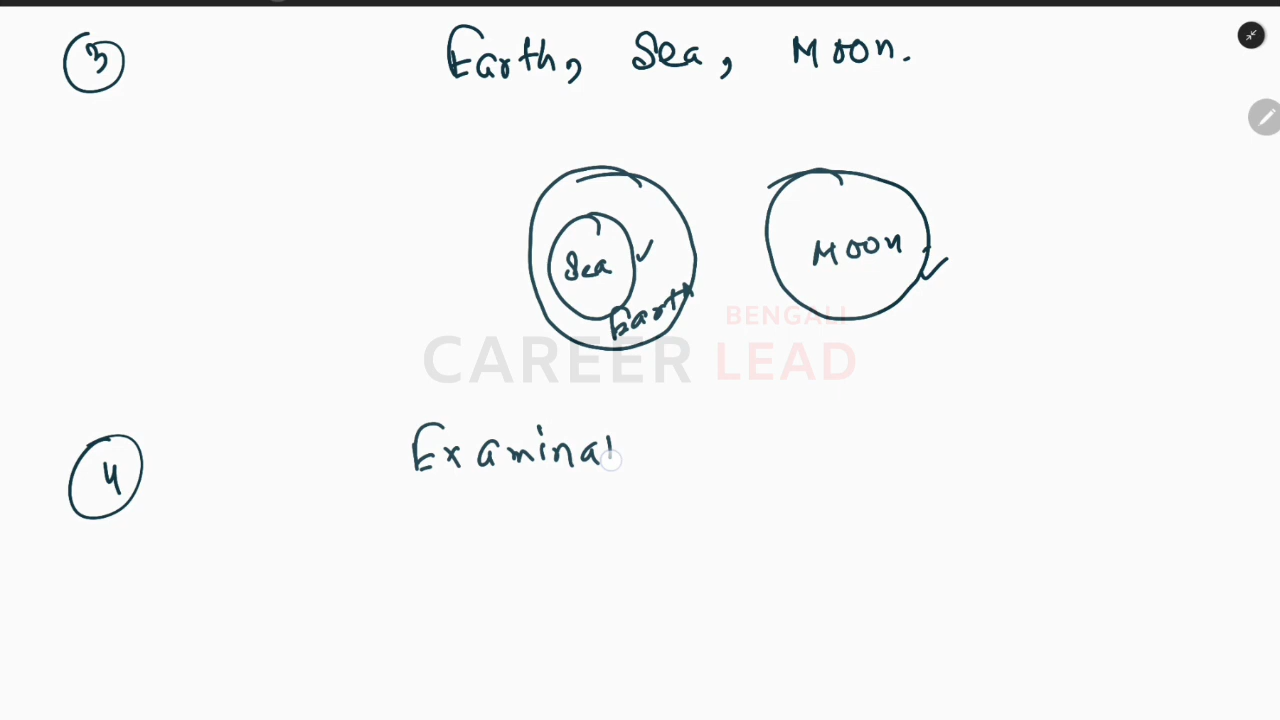 3 Earth, Sea, Moon.
Sea
Earth
Moon
BENGALI
CAREER LEAD
4 Examinat